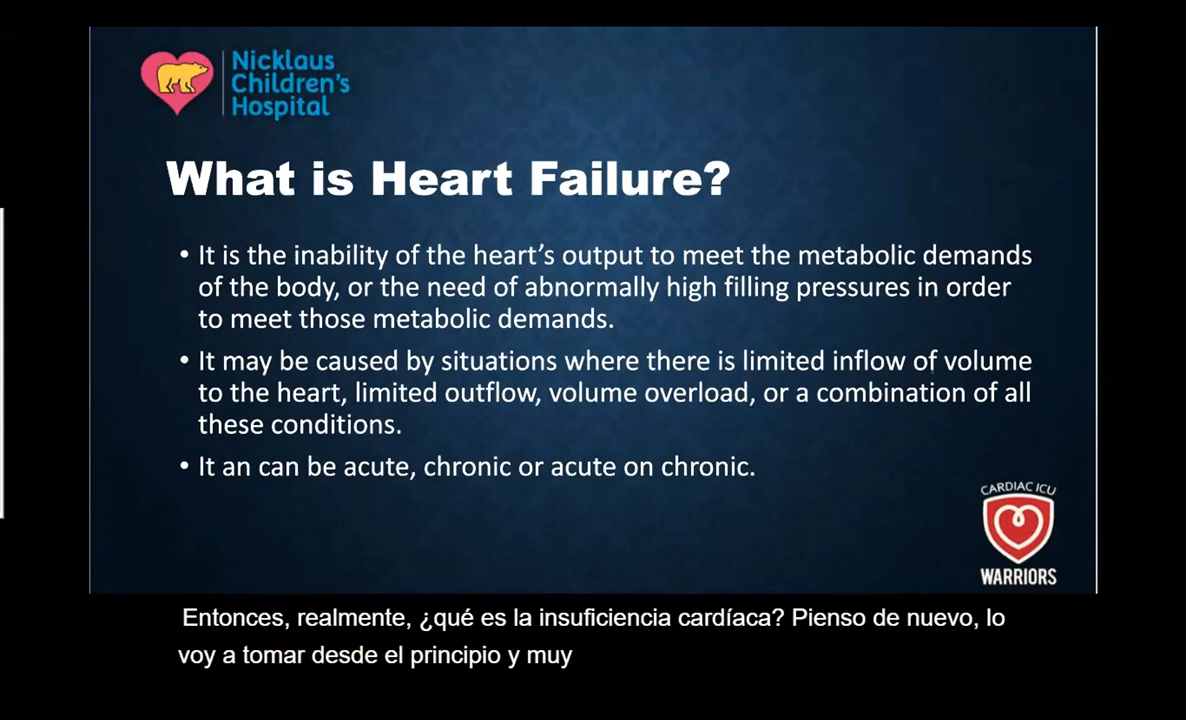 Nicklaus
Children's
Hospital
What is Heart Failure?
• It is the inability of the heart's output to meet the metabolic demands
of the body, or the need of abnormally high filling pressures in order
to meet those metabolic demands.
• It may be caused by situations where there is limited inflow of volume
to the heart, limited outflow, volume overload, or a combination of all
these conditions.
• It an can be acute, chronic or acute on chronic.
CARDIAC ICU
WARRIORS
Entonces, realmente, ¿qué es la insuficiencia cardíaca? Pienso de nuevo, lo
voy a tomar desde el principio y muy